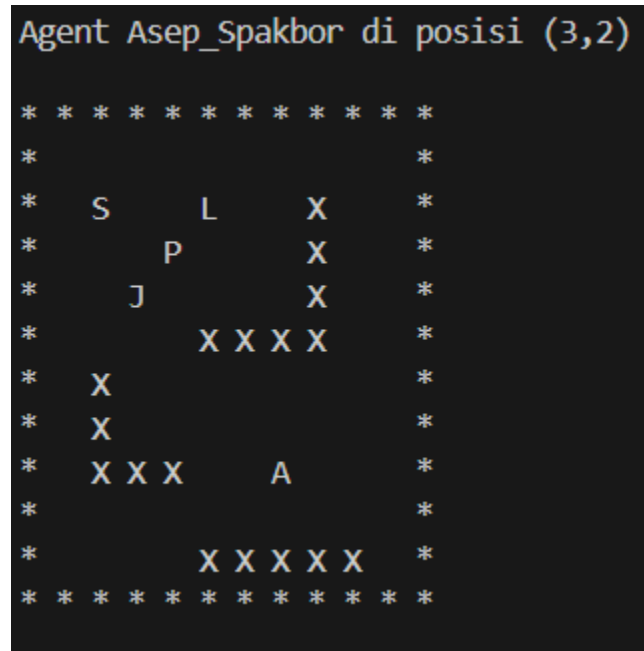 Agent Asep_Spakbor di posisi (3,2)
* * * * * * * * * * * *
*                     *
*   S     L     X     *
*       P       X     *
*     J         X     *
*         X X X X     *
*   X                 *
*   X                 *
*   X X X     A       *
*                     *
*         X X X X X   *
* * * * * * * * * * * *